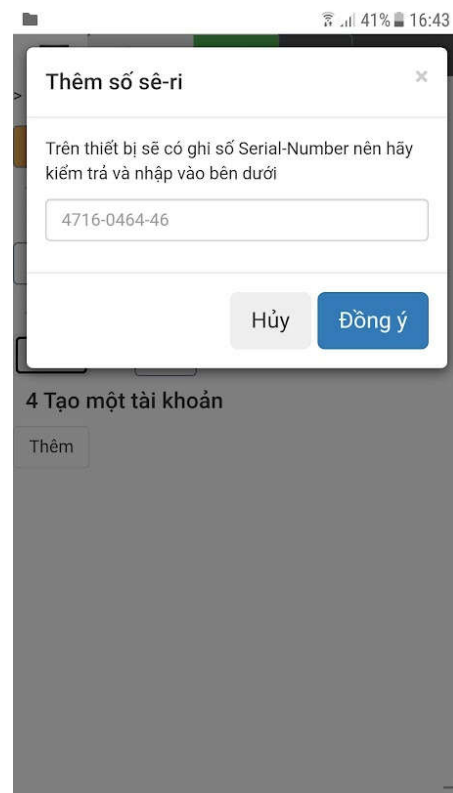 41% 16:43
Thêm số sê-ri
×
>
Trên thiết bị sẽ có ghi số Serial-Number nên hãy
kiểm trả và nhập vào bên dưới
4716-0464-46
Hủy
Đồng ý
4 Tạo một tài khoản
Thêm